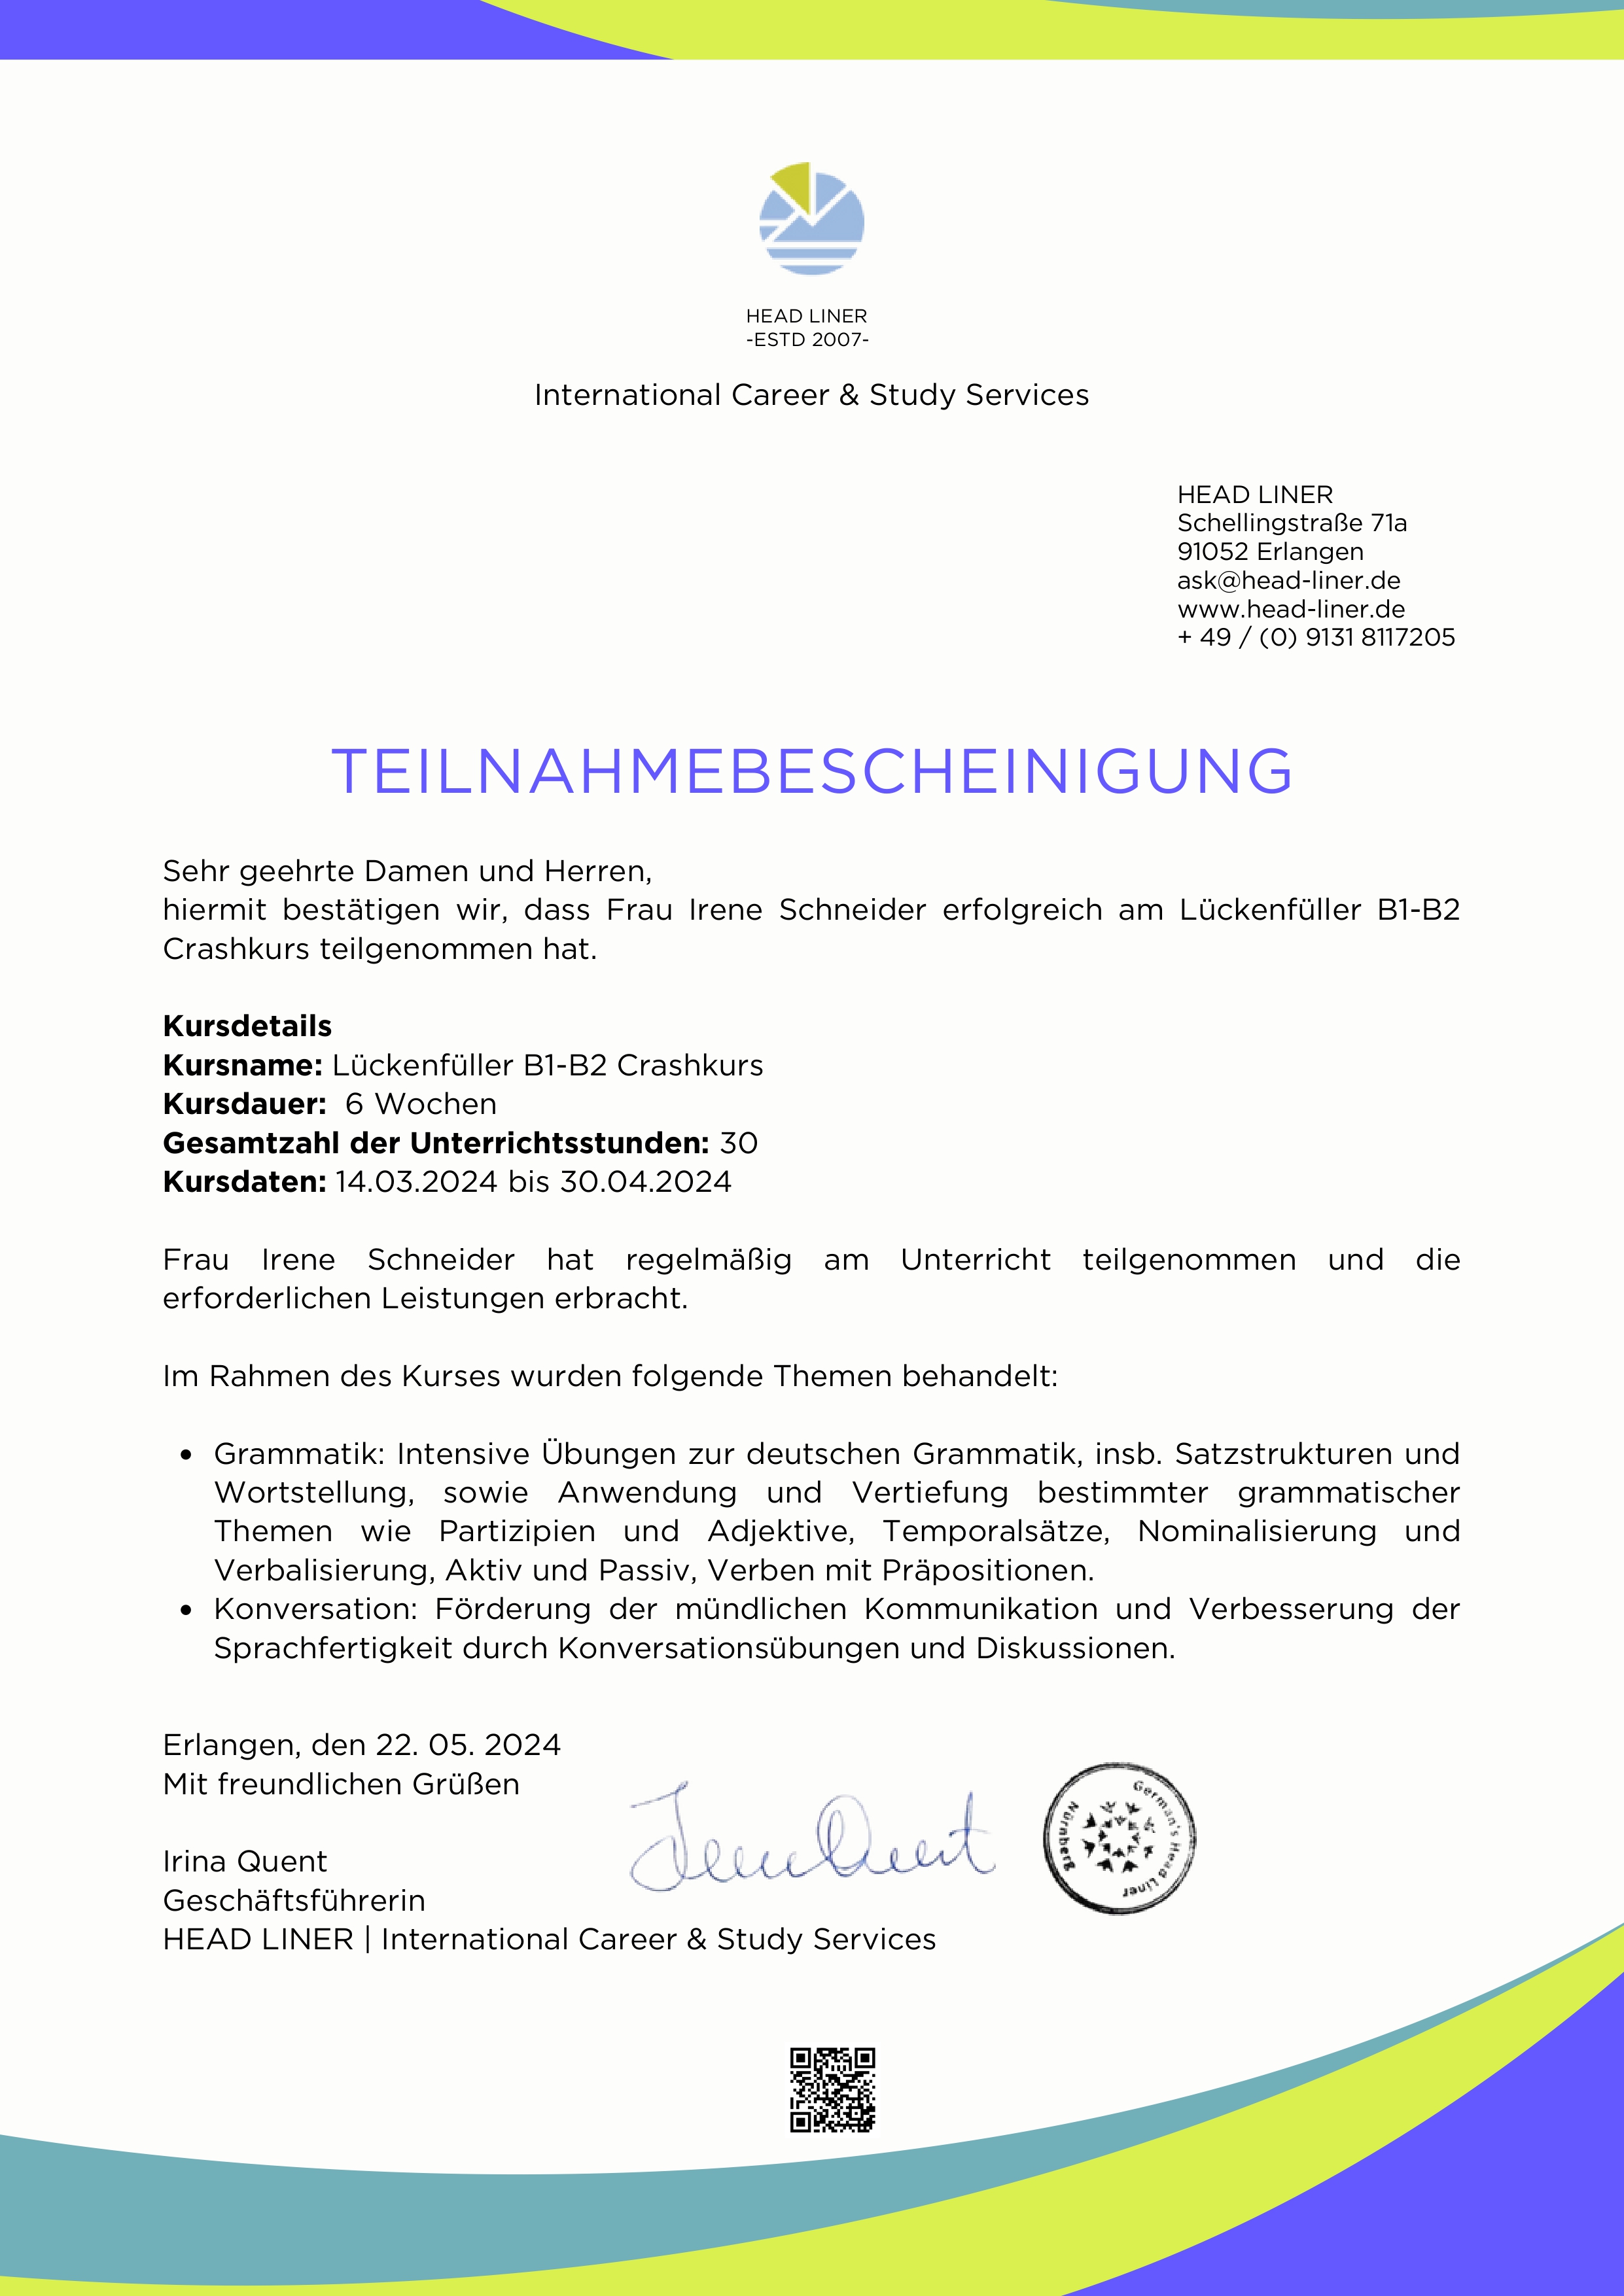 HEAD LINER
-ESTD 2007-
International Career & Study Services
HEAD LINER
Schellingstraße 71a
91052 Erlangen
ask@head-liner.de
www.head-liner.de
+ 49 / (0) 9131 8117205
TEILNAHMEBESCHEINIGUNG
Sehr geehrte Damen und Herren,
hiermit bestätigen wir, dass Frau Irene Schneider erfolgreich am Lückenfüller B1-B2
Crashkurs teilgenommen hat.
Kursdetails
Kursname: Lückenfüller B1-B2 Crashkurs
Kursdauer: 6 Wochen
Gesamtzahl der Unterrichtsstunden: 30
Kursdaten: 14.03.2024 bis 30.04.2024
Frau Irene Schneider hat regelmäßig am Unterricht teilgenommen und die
erforderlichen Leistungen erbracht.
Im Rahmen des Kurses wurden folgende Themen behandelt:
• Grammatik: Intensive Übungen zur deutschen Grammatik, insb. Satzstrukturen und
Wortstellung, sowie Anwendung und Vertiefung bestimmter grammatischer
Themen wie Partizipien und Adjektive, Temporalsätze, Nominalisierung und
Verbalisierung, Aktiv und Passiv, Verben mit Präpositionen.
• Konversation: Förderung der mündlichen Kommunikation und Verbesserung der
Sprachfertigkeit durch Konversationsübungen und Diskussionen.
Erlangen, den 22. 05. 2024
Mit freundlichen Grüßen
German's Head Liner
Nürnberg
Irina Quent
Geschäftsführerin
HEAD LINER | International Career & Study Services